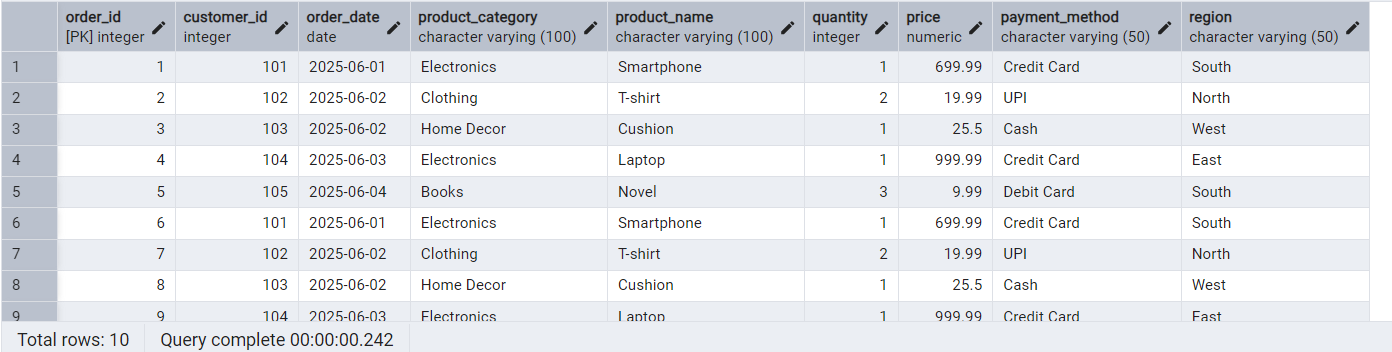 order_id customer_id order_date product_category product_name quantity price payment_method region
[PK] integer integer date character varying (100) character varying (100) integer numeric character varying (50) character varying (50)
1 1 101 2025-06-01 Electronics Smartphone 1 699.99 Credit Card South
2 2 102 2025-06-02 Clothing T-shirt 2 19.99 UPI North
3 3 103 2025-06-02 Home Decor Cushion 1 25.5 Cash West
4 4 104 2025-06-03 Electronics Laptop 1 999.99 Credit Card East
5 5 105 2025-06-04 Books Novel 3 9.99 Debit Card South
6 6 101 2025-06-01 Electronics Smartphone 1 699.99 Credit Card South
7 7 102 2025-06-02 Clothing T-shirt 2 19.99 UPI North
8 8 103 2025-06-02 Home Decor Cushion 1 25.5 Cash West
9 9 104 2025-06-03 Electronics Laptop 1 999.99 Credit Card East
Total rows: 10 Query complete 00:00:00.242